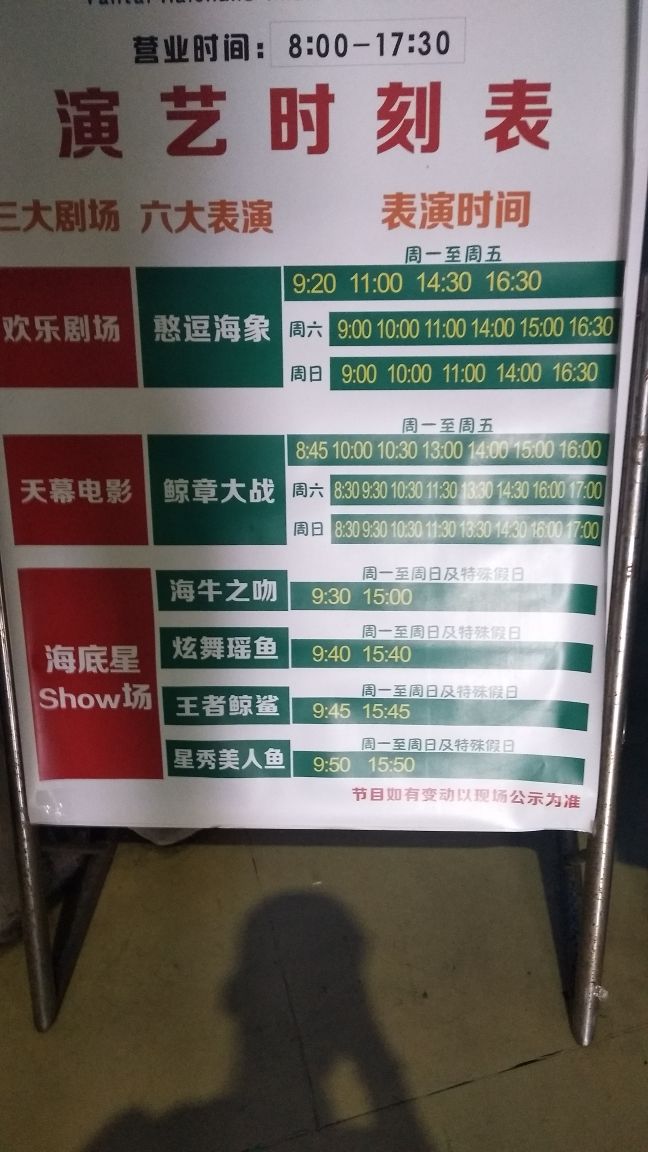 营业时间: 8:00-17:30
演艺时刻表
三大剧场 六大表演 表演时间
周一至周五
9:20 11:00 14:30 16:30
欢乐剧场 憨逗海象
周六 9:00 10:00 11:00 14:00 15:00 16:30
周日 9:00 10:00 11:00 14:00 16:30
周一至周五
8:45 10:00 10:30 13:00 14:00 15:00 16:00
天幕电影 鲸章大战
周六 8:30 9:30 10:30 11:30 13:30 14:30 16:00 17:00
周日 8:30 9:30 10:30 11:30 13:30 14:30 16:00 17:00
周一至周日及特殊假日
海牛之吻 9:30 15:00
周一至周日及特殊假日
海底星
Show场
炫舞瑶鱼 9:40 15:40
周一至周日及特殊假日
王者鲸鲨 9:45 15:45
周一至周日及特殊假日
星秀美人鱼 9:50 15:50
节目如有变动以现场公示为准